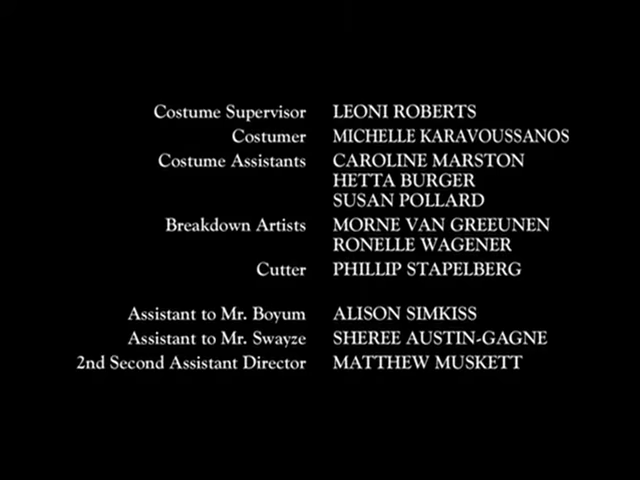 Costume Supervisor LEONI ROBERTS
Costumer MICHELLE KARAVOUSSANOS
Costume Assistants CAROLINE MARSTON
HETTA BURGER
SUSAN POLLARD
Breakdown Artists MORNE VAN GREEUNEN
RONELLE WAGENER
Cutter PHILLIP STAPELBERG
Assistant to Mr. Boyum ALISON SIMKISS
Assistant to Mr. Swayze SHEREE AUSTIN-GAGNE
2nd Second Assistant Director MATTHEW MUSKETT